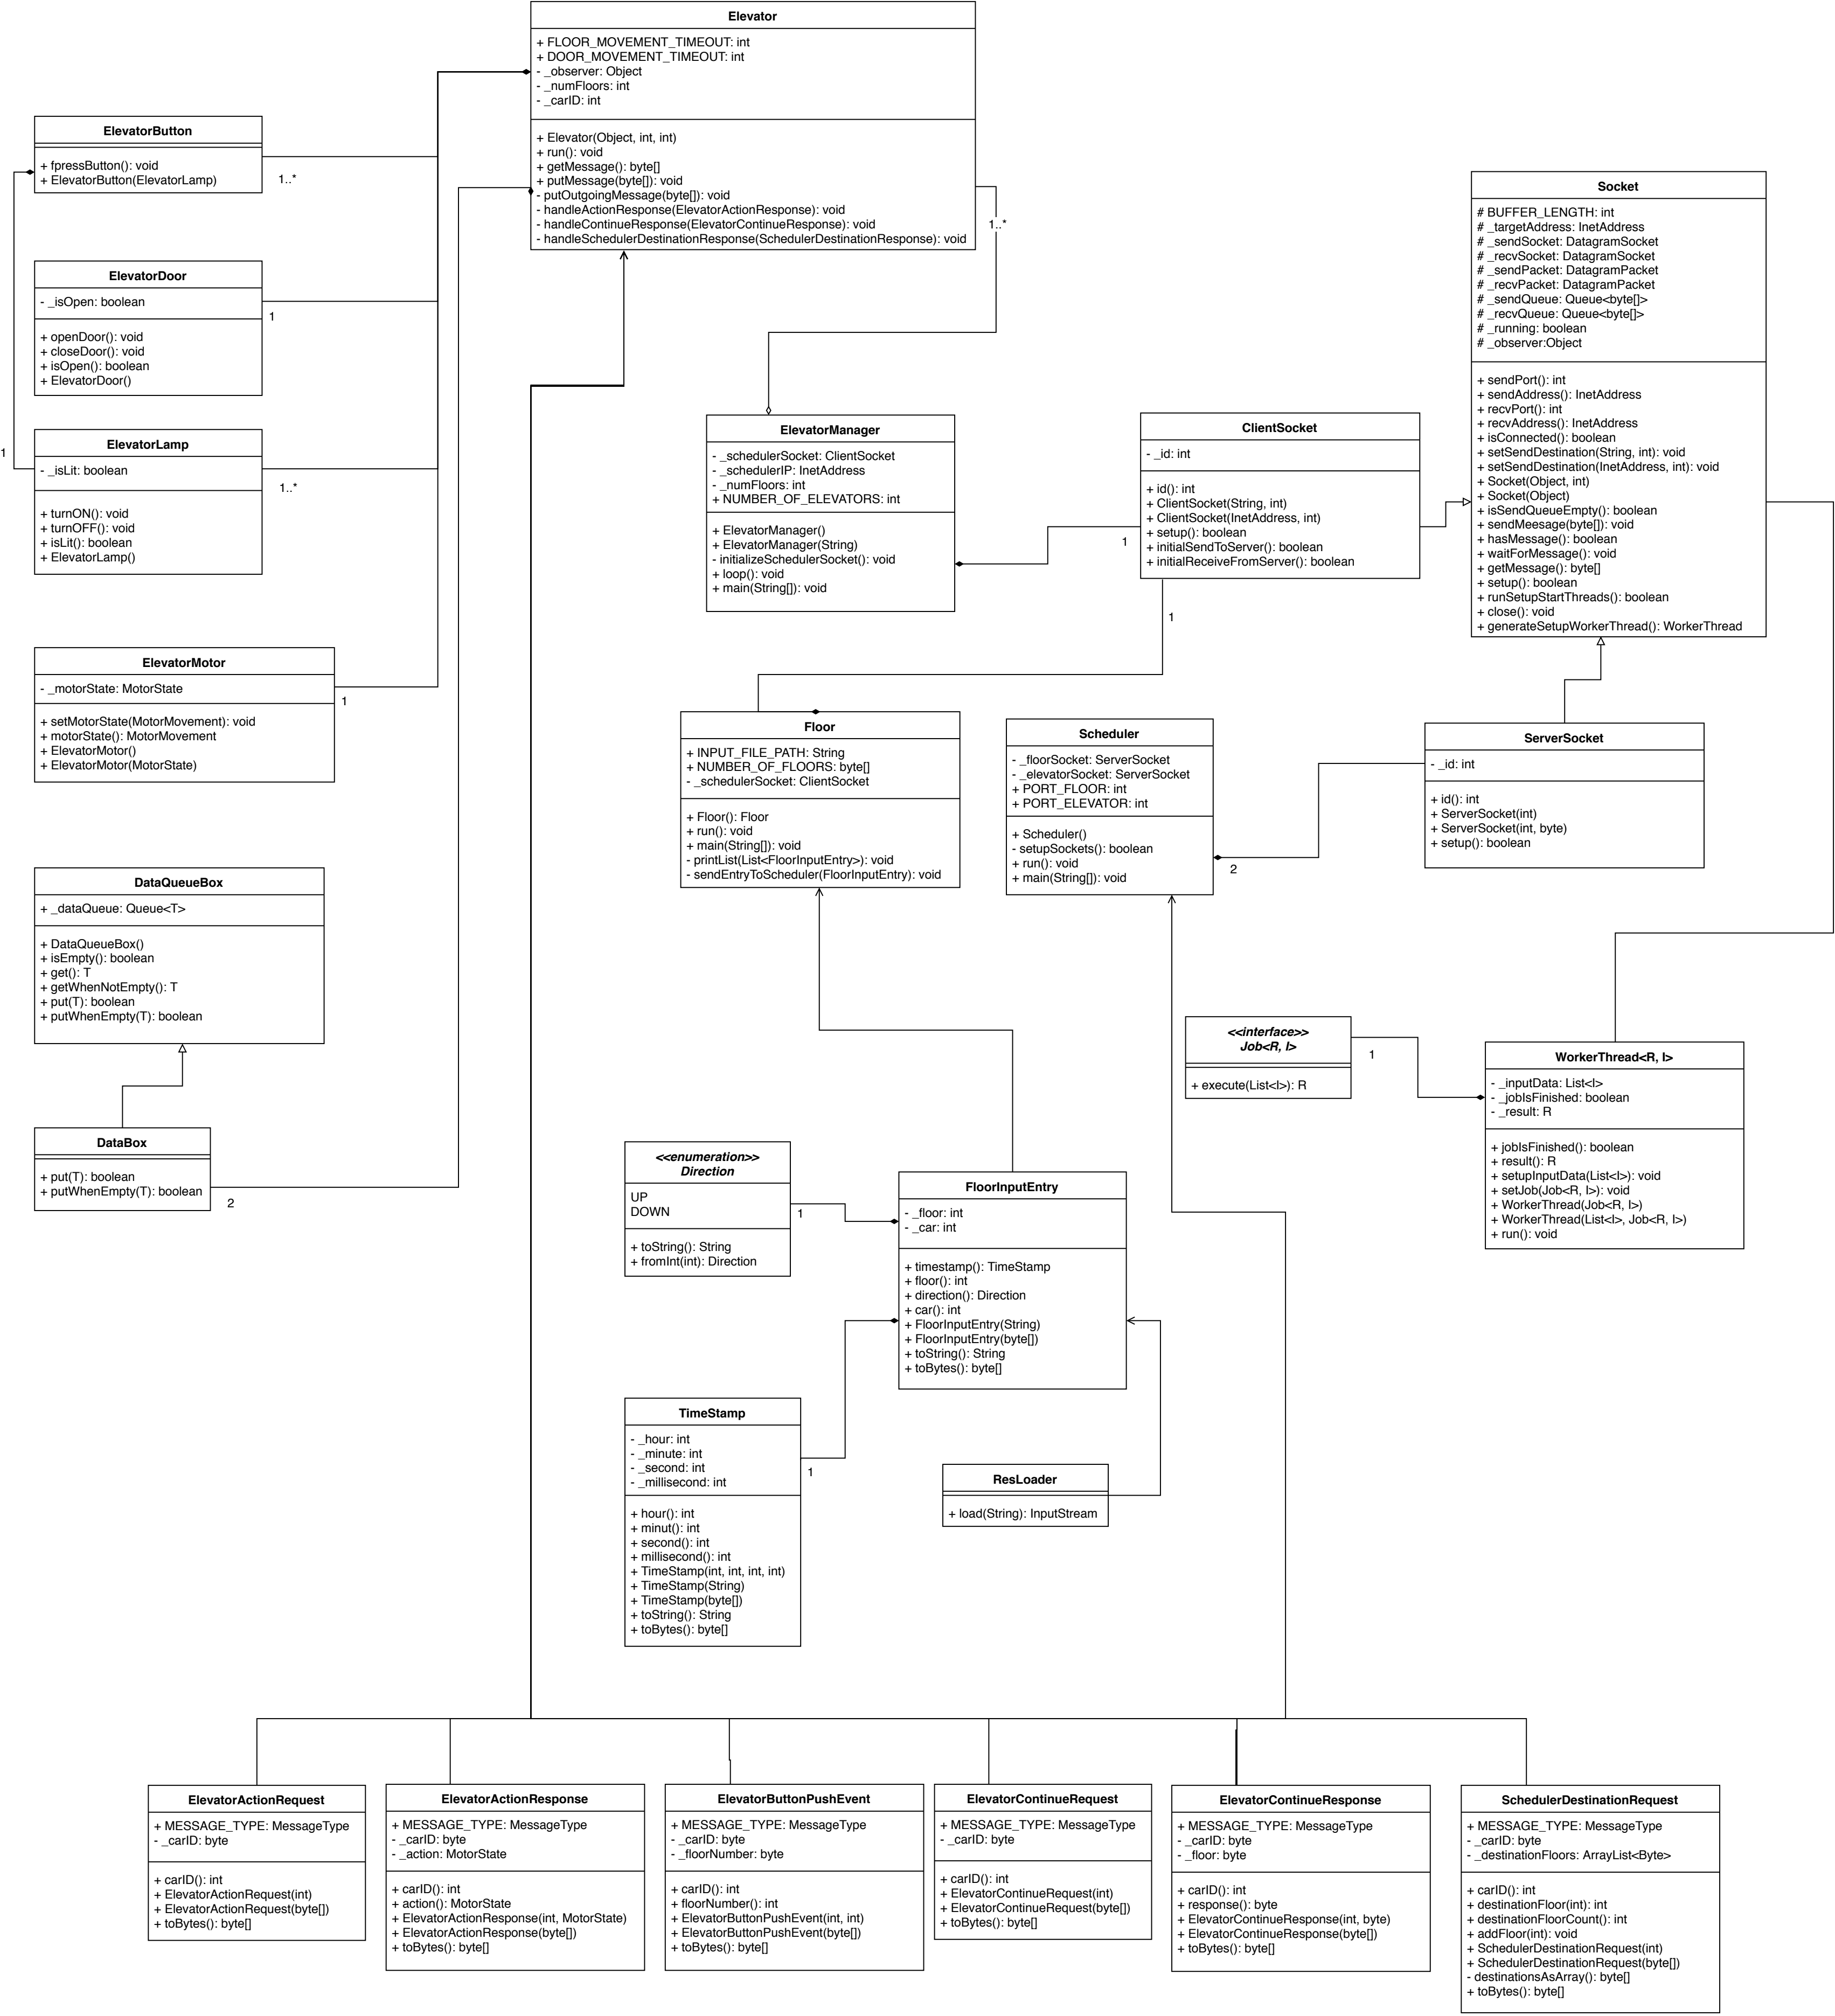 Elevator
+ FLOOR_MOVEMENT_TIMEOUT: int
+ DOOR_MOVEMENT_TIMEOUT: int
- _observer: Object
- _numFloors: int
- _carID: int
+ Elevator(Object, int, int)
+ run(): void
+ getMessage(): byte[]
+ putMessage(byte[]): void
- putOutgoingMessage(byte[]): void
- handleActionResponse(ElevatorActionResponse): void
- handleContinueResponse(ElevatorContinueResponse): void
- handleSchedulerDestinationResponse(SchedulerDestinationResponse): void
1..*
ElevatorButton
+ fpressButton(): void
+ ElevatorButton(ElevatorLamp)
1..*
ElevatorDoor
- _isOpen: boolean
+ openDoor(): void
+ closeDoor(): void
+ isOpen(): boolean
+ ElevatorDoor()
1
1
ElevatorLamp
- _isLit: boolean
+ turnON(): void
+ turnOFF(): void
+ isLit(): boolean
+ ElevatorLamp()
1..*
ElevatorMotor
- _motorState: MotorState
+ setMotorState(MotorMovement): void
+ motorState(): MotorMovement
+ ElevatorMotor()
+ ElevatorMotor(MotorState)
1
DataQueueBox
+ _dataQueue: Queue<T>
+ DataQueueBox()
+ isEmpty(): boolean
+ get(): T
+ getWhenNotEmpty(): T
+ put(T): boolean
+ putWhenEmpty(T): boolean
DataBox
+ put(T): boolean
+ putWhenEmpty(T): boolean
2
ElevatorManager
- _schedulerSocket: ClientSocket
- _schedulerIP: InetAddress
- _numFloors: int
+ NUMBER_OF_ELEVATORS: int
+ ElevatorManager()
+ ElevatorManager(String)
- initializeSchedulerSocket(): void
+ loop(): void
+ main(String[]): void
ClientSocket
- _id: int
+ id(): int
+ ClientSocket(String, int)
+ ClientSocket(InetAddress, int)
+ setup(): boolean
+ initialSendToServer(): boolean
+ initialReceiveFromServer(): boolean
1
1
Socket
# BUFFER_LENGTH: int
# _targetAddress: InetAddress
# _sendSocket: DatagramSocket
# _recvSocket: DatagramSocket
# _sendPacket: DatagramPacket
# _recvPacket: DatagramPacket
# _sendQueue: Queue<byte[]>
# _recvQueue: Queue<byte[]>
# _running: boolean
# _observer:Object
+ sendPort(): int
+ sendAddress(): InetAddress
+ recvPort(): int
+ recvAddress(): InetAddress
+ isConnected(): boolean
+ setSendDestination(String, int): void
+ setSendDestination(InetAddress, int): void
+ Socket(Object, int)
+ Socket(Object)
+ isSendQueueEmpty(): boolean
+ sendMeesage(byte[]): void
+ hasMessage(): boolean
+ waitForMessage(): void
+ getMessage(): byte[]
+ setup(): boolean
+ runSetupStartThreads(): boolean
+ close(): void
+ generateSetupWorkerThread(): WorkerThread
Floor
+ INPUT_FILE_PATH: String
+ NUMBER_OF_FLOORS: byte[]
- _schedulerSocket: ClientSocket
+ Floor(): Floor
+ run(): void
+ main(String[]): void
- printList(List<FloorInputEntry>): void
- sendEntryToScheduler(FloorInputEntry): void
Scheduler
- _floorSocket: ServerSocket
- _elevatorSocket: ServerSocket
+ PORT_FLOOR: int
+ PORT_ELEVATOR: int
+ Scheduler()
- setupSockets(): boolean
+ run(): void
+ main(String[]): void
2
ServerSocket
- _id: int
+ id(): int
+ ServerSocket(int)
+ ServerSocket(int, byte)
+ setup(): boolean
<<interface>>
Job<R, I>
+ execute(List<I>): R
1
WorkerThread<R, I>
- _inputData: List<I>
- _jobIsFinished: boolean
- _result: R
+ jobIsFinished(): boolean
+ result(): R
+ setupInputData(List<I>): void
+ setJob(Job<R, I>): void
+ WorkerThread(Job<R, I>)
+ WorkerThread(List<I>, Job<R, I>)
+ run(): void
<<enumeration>>
Direction
UP
DOWN
+ toString(): String
+ fromInt(int): Direction
1
FloorInputEntry
- _floor: int
- _car: int
+ timestamp(): TimeStamp
+ floor(): int
+ direction(): Direction
+ car(): int
+ FloorInputEntry(String)
+ FloorInputEntry(byte[])
+ toString(): String
+ toBytes(): byte[]
TimeStamp
- _hour: int
- _minute: int
- _second: int
- _millisecond: int
+ hour(): int
+ minut(): int
+ second(): int
+ millisecond(): int
+ TimeStamp(int, int, int, int)
+ TimeStamp(String)
+ TimeStamp(byte[])
+ toString(): String
+ toBytes(): byte[]
1
ResLoader
+ load(String): InputStream
ElevatorActionRequest
+ MESSAGE_TYPE: MessageType
- _carID: byte
+ carID(): int
+ ElevatorActionRequest(int)
+ ElevatorActionRequest(byte[])
+ toBytes(): byte[]
ElevatorActionResponse
+ MESSAGE_TYPE: MessageType
- _carID: byte
- _action: MotorState
+ carID(): int
+ action(): MotorState
+ ElevatorActionResponse(int, MotorState)
+ ElevatorActionResponse(byte[])
+ toBytes(): byte[]
ElevatorButtonPushEvent
+ MESSAGE_TYPE: MessageType
- _carID: byte
- _floorNumber: byte
+ carID(): int
+ floorNumber(): int
+ ElevatorButtonPushEvent(int, int)
+ ElevatorButtonPushEvent(byte[])
+ toBytes(): byte[]
ElevatorContinueRequest
+ MESSAGE_TYPE: MessageType
- _carID: byte
+ carID(): int
+ ElevatorContinueRequest(int)
+ ElevatorContinueRequest(byte[])
+ toBytes(): byte[]
ElevatorContinueResponse
+ MESSAGE_TYPE: MessageType
- _carID: byte
- _floor: byte
+ carID(): int
+ response(): byte
+ ElevatorContinueResponse(int, byte)
+ ElevatorContinueResponse(byte[])
+ toBytes(): byte[]
SchedulerDestinationRequest
+ MESSAGE_TYPE: MessageType
- _carID: byte
- _destinationFloors: ArrayList<Byte>
+ carID(): int
+ destinationFloor(int): int
+ destinationFloorCount(): int
+ addFloor(int): void
+ SchedulerDestinationRequest(int)
+ SchedulerDestinationRequest(byte[])
- destinationsAsArray(): byte[]
+ toBytes(): byte[]